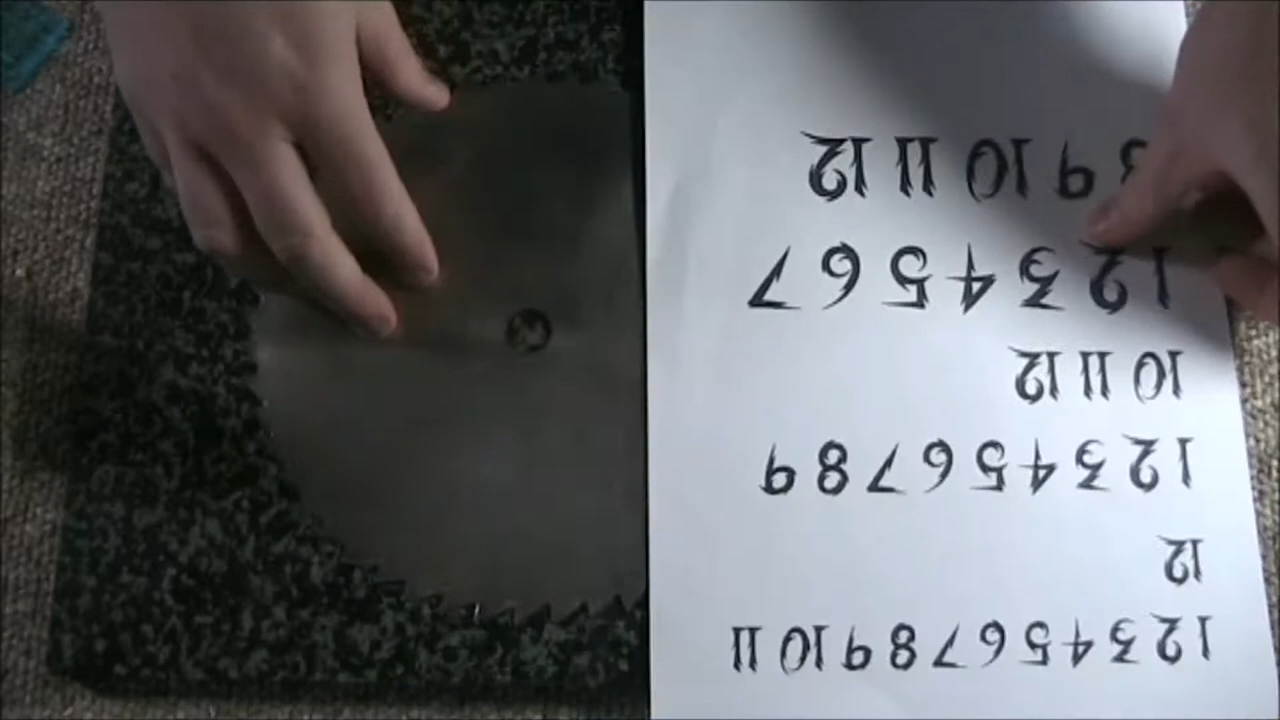 1 2 3 4 5 6 7 8 9 10 11
12
1 2 3 4 5 6 7 8 9
10 11 12
1 2 3 4 5 6 7
9 10 11 12